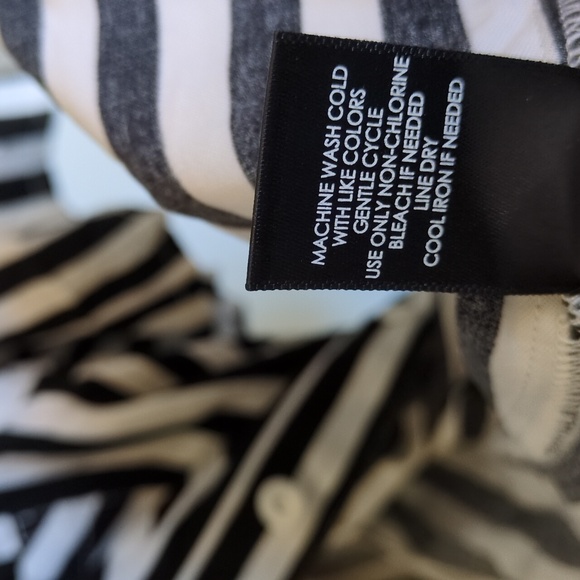 MACHINE WASH COLD
WITH LIKE COLORS
GENTLE CYCLE
USE ONLY NON-CHLORINE
BLEACH IF NEEDED
LINE DRY
COOL IRON IF NEEDED